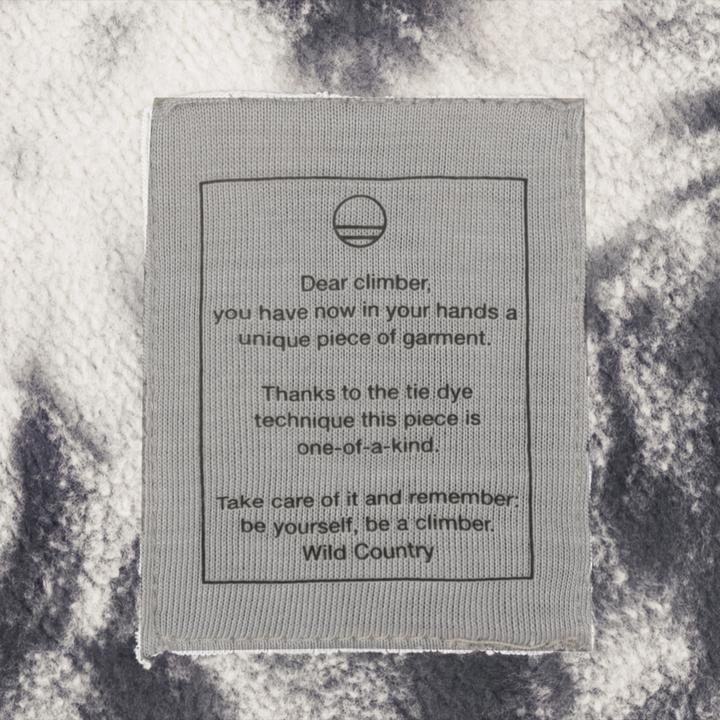 Dear climber,
you have now in your hands a
unique piece of garment.
Thanks to the tie dye
technique this piece is
one-of-a-kind.
Take care of it and remember:
be yourself, be a climber.
Wild Country